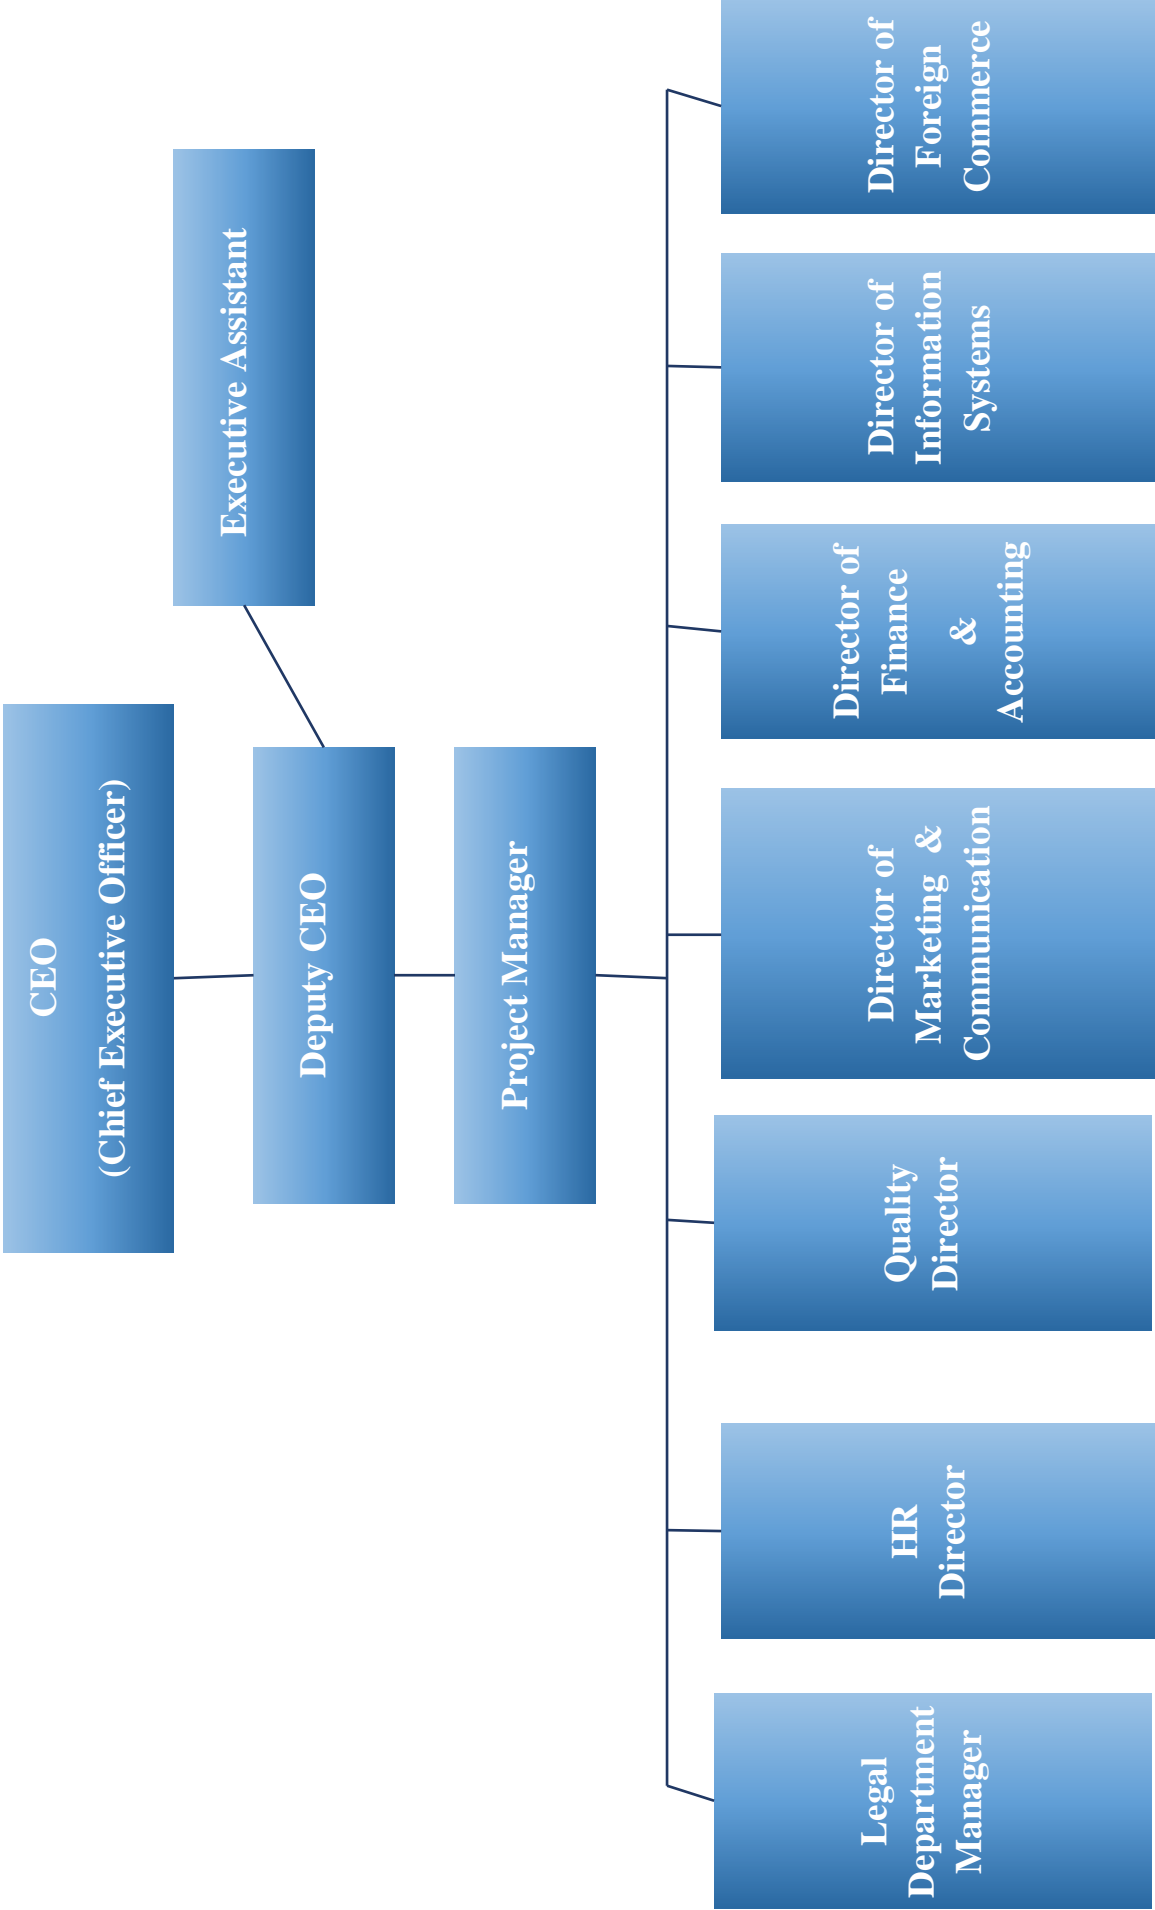 CEO
(Chief Executive Officer)
Executive Assistant
Deputy CEO
Project Manager
Legal
Department
Manager
HR
Director
Quality
Director
Director of
Marketing &
Communication
Director of
Finance
&
Accounting
Director of
Information
Systems
Director of
Foreign
Commerce